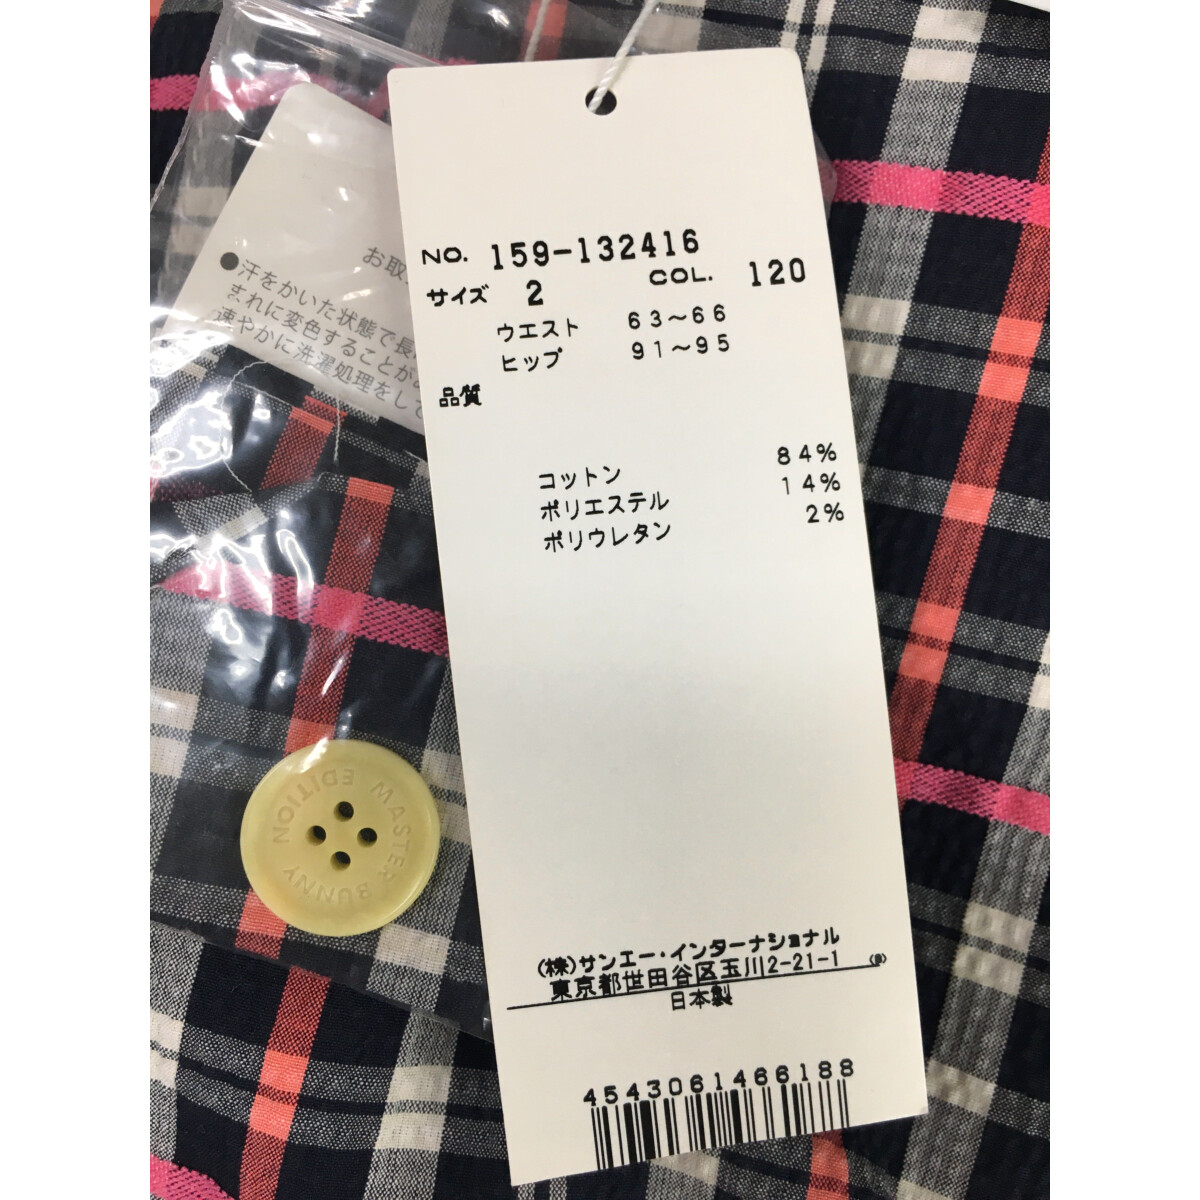 NO. 159-132416
サイズ 2 COL. 120
ウエスト 63〜66
ヒップ 91〜95
品質
コットン 84%
ポリエステル 14%
ポリウレタン 2%
(株)サンエー・インターナショナル
東京都世田谷区玉川2-21-1
日本製
4543061466188
お取
●汗をかいた状態で長
まれに変色することがあ
速やかに洗濯処理をして
MASTER BUNNY EDITION